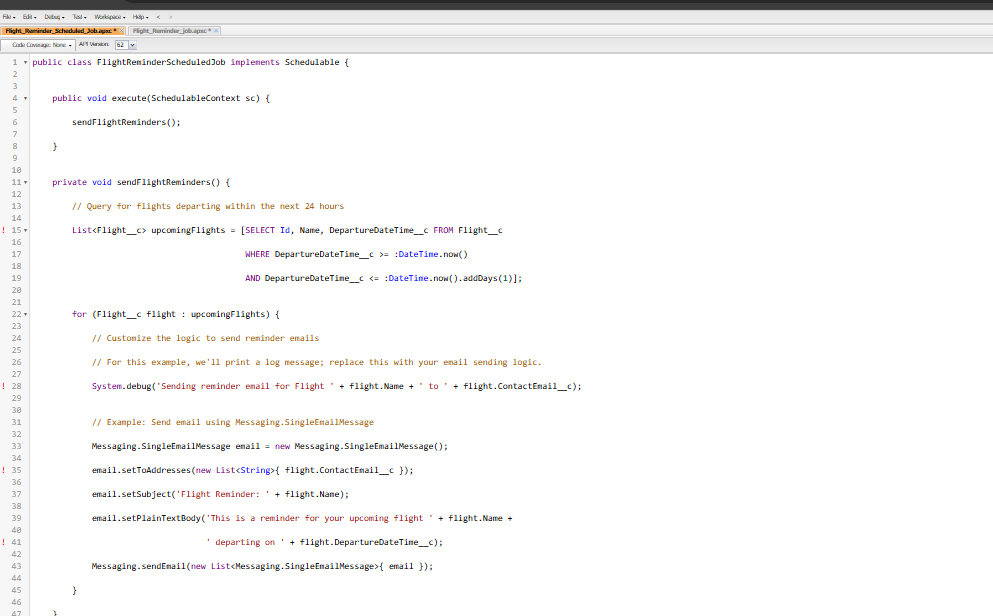 File Edit Debug Test Workspace Help < >
Flight_Reminder_Scheduled_Job.apxc * Flight_Reminder_job.apxc *
Code Coverage: None API Version: 62
1 public class FlightReminderScheduledJob implements Schedulable {
2
3
4 public void execute(SchedulableContext sc) {
5
6 sendFlightReminders();
7
8 }
9
10
11 private void sendFlightReminders() {
12
13 // Query for flights departing within the next 24 hours
14
! 15 List<Flight__c> upcomingFlights = [SELECT Id, Name, DepartureDateTime__c FROM Flight__c
16
17 WHERE DepartureDateTime__c >= :DateTime.now()
18
19 AND DepartureDateTime__c <= :DateTime.now().addDays(1)];
20
21
22 for (Flight__c flight : upcomingFlights) {
23
24 // Customize the logic to send reminder emails
25
26 // For this example, we'll print a log message; replace this with your email sending logic.
27
! 28 System.debug('Sending reminder email for Flight ' + flight.Name + ' to ' + flight.ContactEmail__c);
29
30
31 // Example: Send email using Messaging.SingleEmailMessage
32
33 Messaging.SingleEmailMessage email = new Messaging.SingleEmailMessage();
34
! 35 email.setToAddresses(new List<String>{ flight.ContactEmail__c });
36
37 email.setSubject('Flight Reminder: ' + flight.Name);
38
39 email.setPlainTextBody('This is a reminder for your upcoming flight ' + flight.Name +
40
! 41 ' departing on ' + flight.DepartureDateTime__c);
42
43 Messaging.sendEmail(new List<Messaging.SingleEmailMessage>{ email });
44
45 }
46
47 }